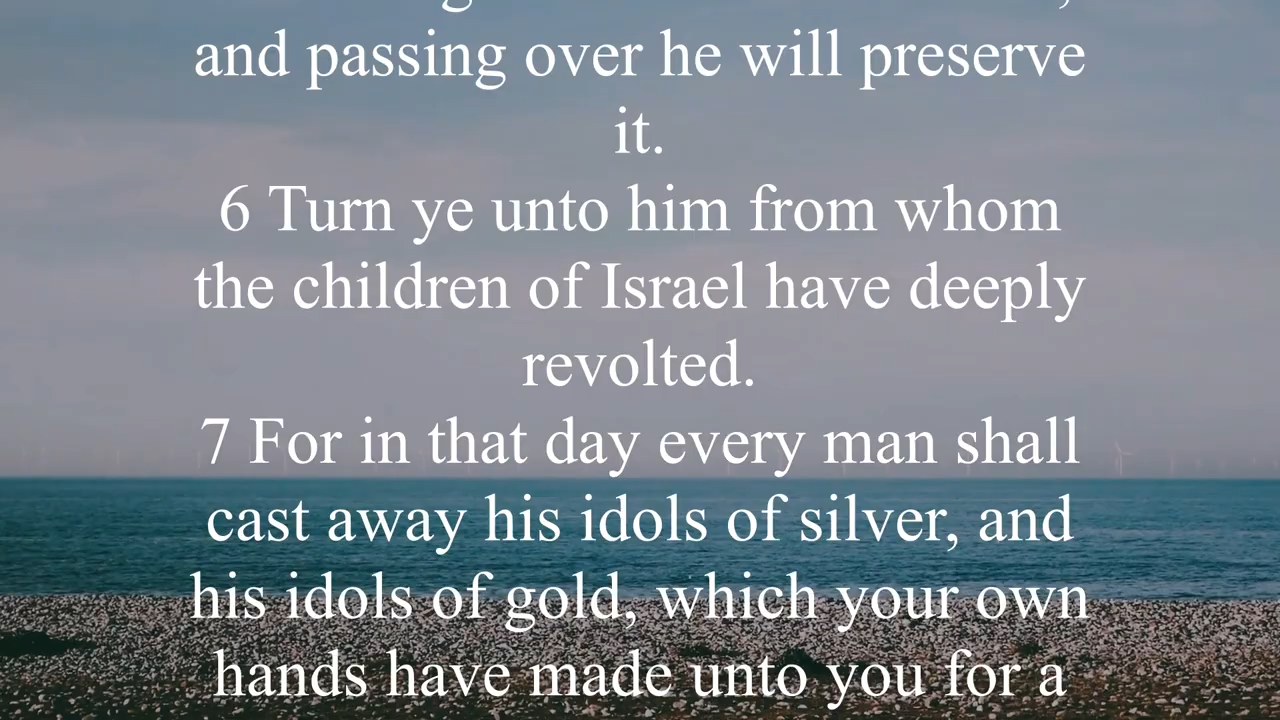 and passing over he will preserve
it.
6 Turn ye unto him from whom
the children of Israel have deeply
revolted.
7 For in that day every man shall
cast away his idols of silver, and
his idols of gold, which your own
hands have made unto you for a